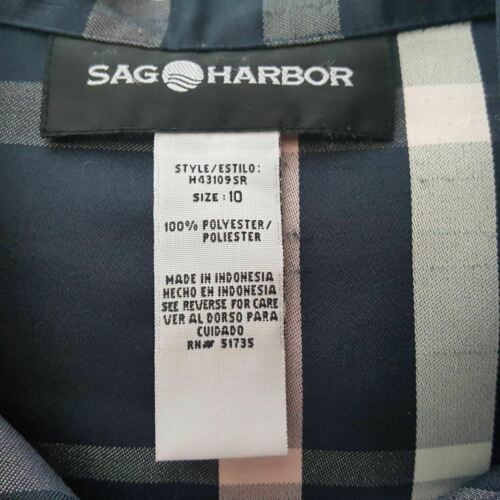 SAG HARBOR
STYLE/ESTILO:
H43109SR
SIZE: 10
100% POLYESTER/
POLIESTER
MADE IN INDONESIA
HECHO EN INDONESIA
SEE REVERSE FOR CARE
VER AL DORSO PARA
CUIDADO
RN# 51735